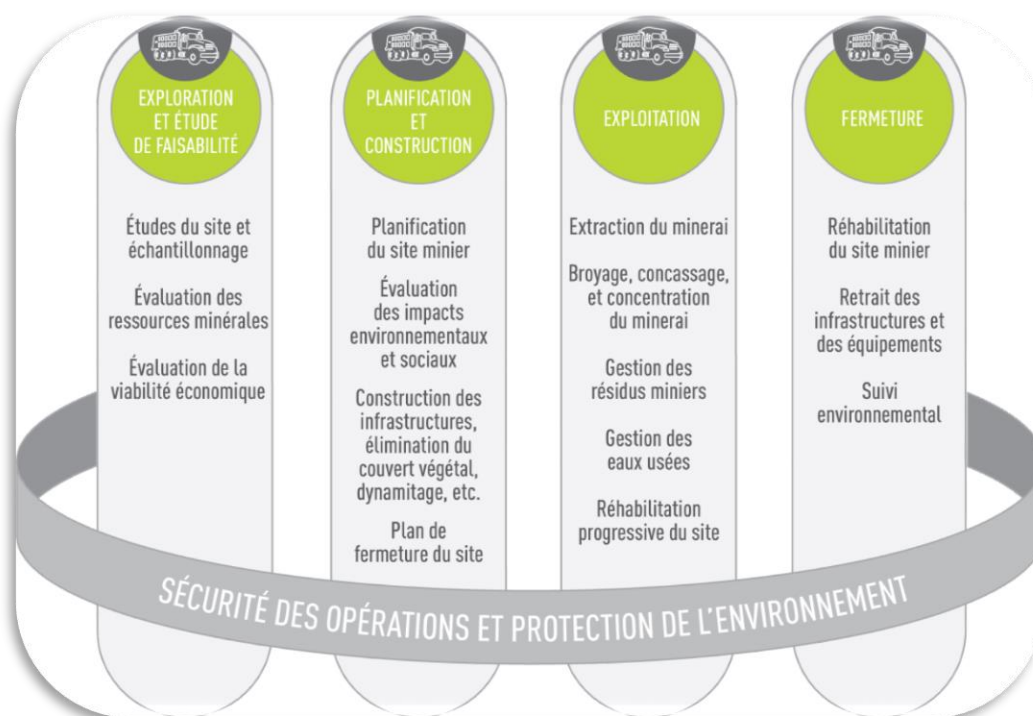 EXPLORATION
ET ÉTUDE
DE FAISABILITÉ
Études du site et
échantillonnage
Évaluation des
ressources minérales
Évaluation de la
viabilité économique
PLANIFICATION
ET
CONSTRUCTION
Planification
du site minier
Évaluation
des impacts
environnementaux
et sociaux
Construction des
infrastructures,
élimination du
couvert végétal,
dynamitage, etc.
Plan de
fermeture du site
EXPLOITATION
Extraction du minerai
Broyage, concassage,
et concentration
du minerai
Gestion des
résidus miniers
Gestion des
eaux usées
Réhabilitation
progressive du site
FERMETURE
Réhabilitation
du site minier
Retrait des
infrastructures et
des équipements
Suivi
environnemental
SÉCURITÉ DES OPÉRATIONS ET PROTECTION DE L'ENVIRONNEMENT